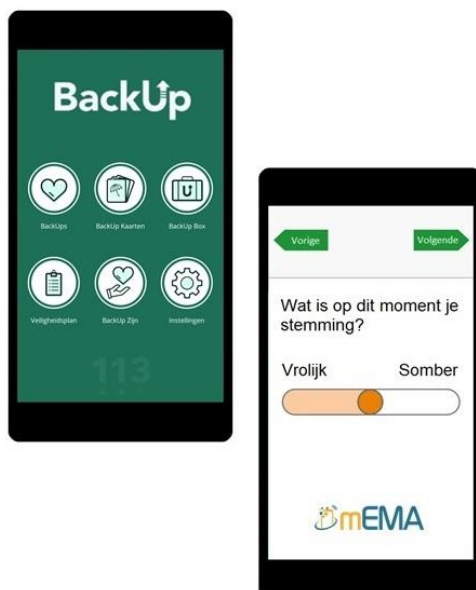 BackUp
BackUps
BackUp Kaarten
BackUp Box
Veiligheidsplan
BackUp Zijn
Instellingen
113
Vorige
Volgende
Wat is op dit moment je
stemming?
Vrolijk
Somber
mEMA